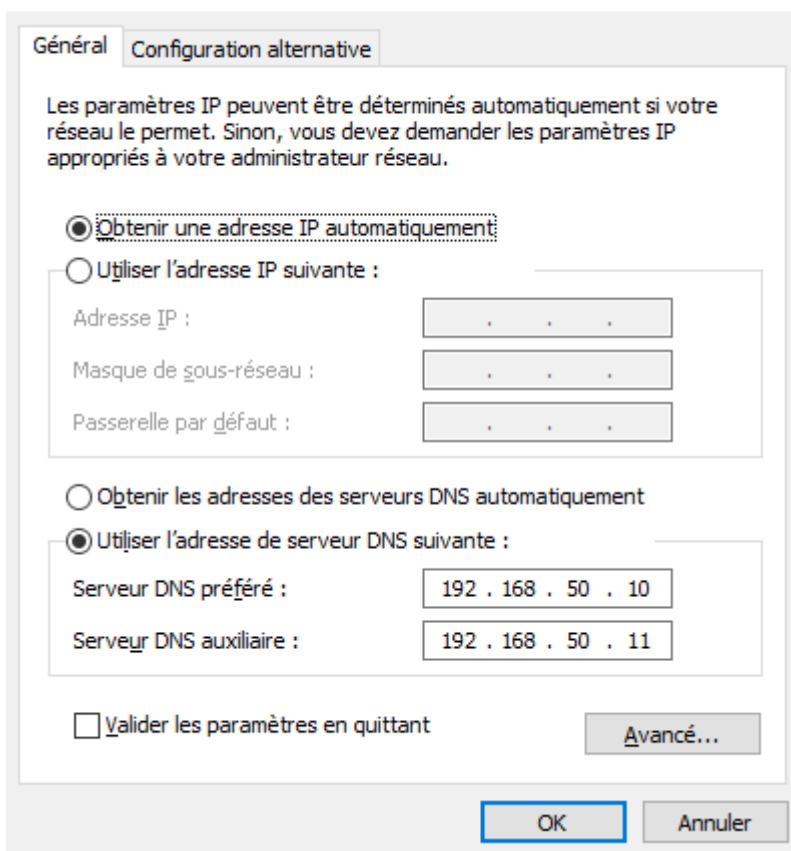 Général
Configuration alternative
Les paramètres IP peuvent être déterminés automatiquement si votre
réseau le permet. Sinon, vous devez demander les paramètres IP
appropriés à votre administrateur réseau.
Obtenir une adresse IP automatiquement
Utiliser l'adresse IP suivante :
Adresse IP : . . .
Masque de sous-réseau : . . .
Passerelle par défaut : . . .
Obtenir les adresses des serveurs DNS automatiquement
Utiliser l'adresse de serveur DNS suivante :
Serveur DNS préféré : 192 . 168 . 50 . 10
Serveur DNS auxiliaire : 192 . 168 . 50 . 11
Valider les paramètres en quittant
Avancé...
OK Annuler